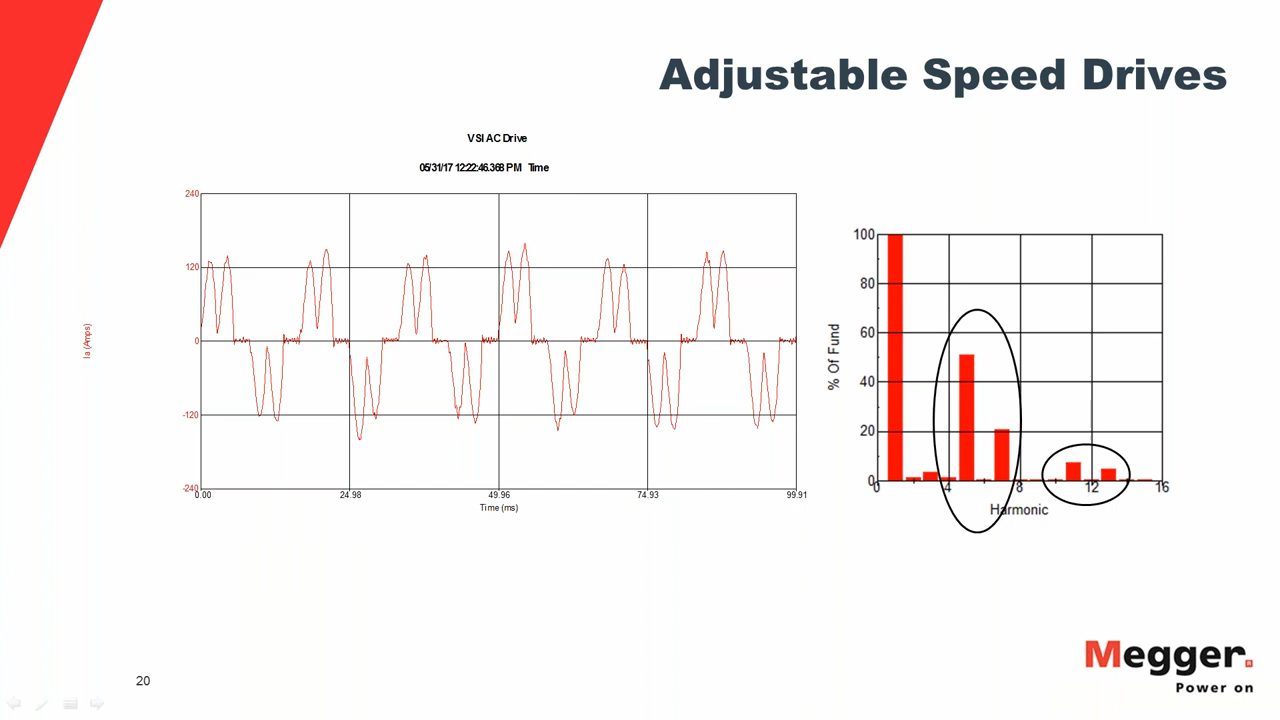 Adjustable Speed Drives
VSI AC Drive
05/31/17 12:22:46.368 PM Time
240
120
0
-120
-240
Ia (Amps)
0.00 24.98 49.96 74.93 99.91
Time (ms)
100
80
60
40
20
0
% Of Fund
0 4 8 12 16
Harmonic
Megger.
Power on
20